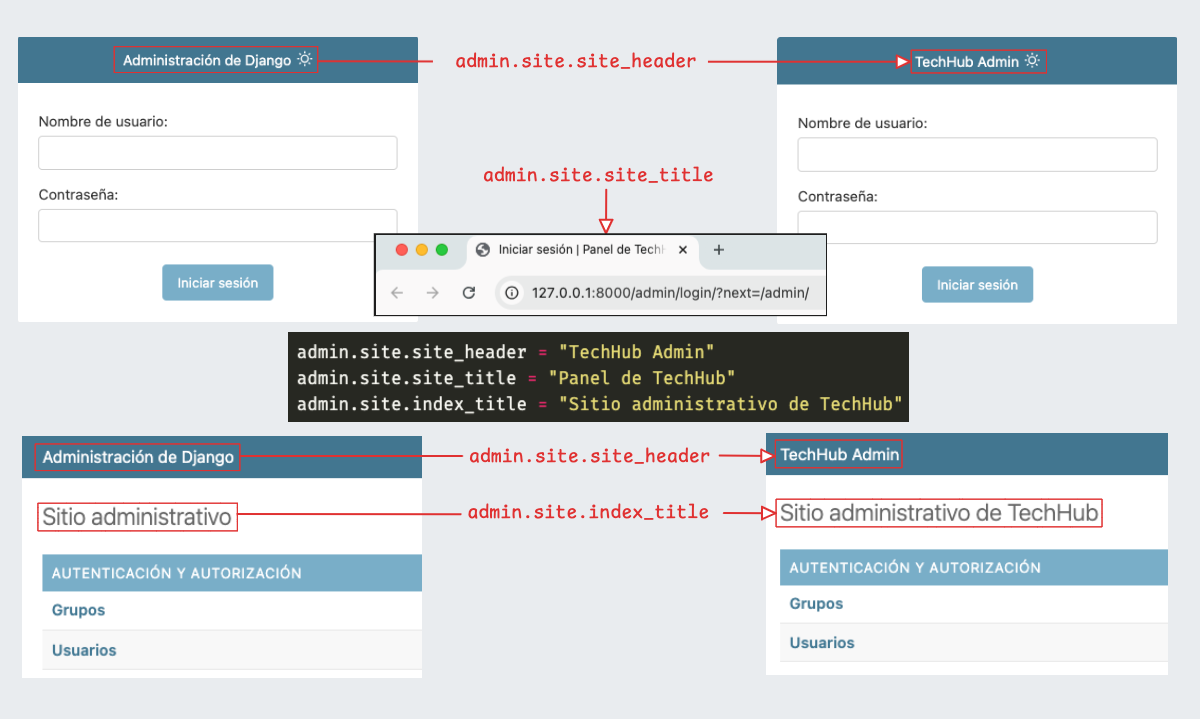 Administración de Django
admin.site.site_header
TechHub Admin
Nombre de usuario:
Contraseña:
Iniciar sesión
Nombre de usuario:
Contraseña:
Iniciar sesión
admin.site.site_title
Iniciar sesión | Panel de Tech
127.0.0.1:8000/admin/login/?next=/admin/
admin.site.site_header = "TechHub Admin"
admin.site.site_title = "Panel de TechHub"
admin.site.index_title = "Sitio administrativo de TechHub"
Administración de Django
admin.site.site_header
TechHub Admin
Sitio administrativo
admin.site.index_title
Sitio administrativo de TechHub
AUTENTICACIÓN Y AUTORIZACIÓN
Grupos
Usuarios
AUTENTICACIÓN Y AUTORIZACIÓN
Grupos
Usuarios